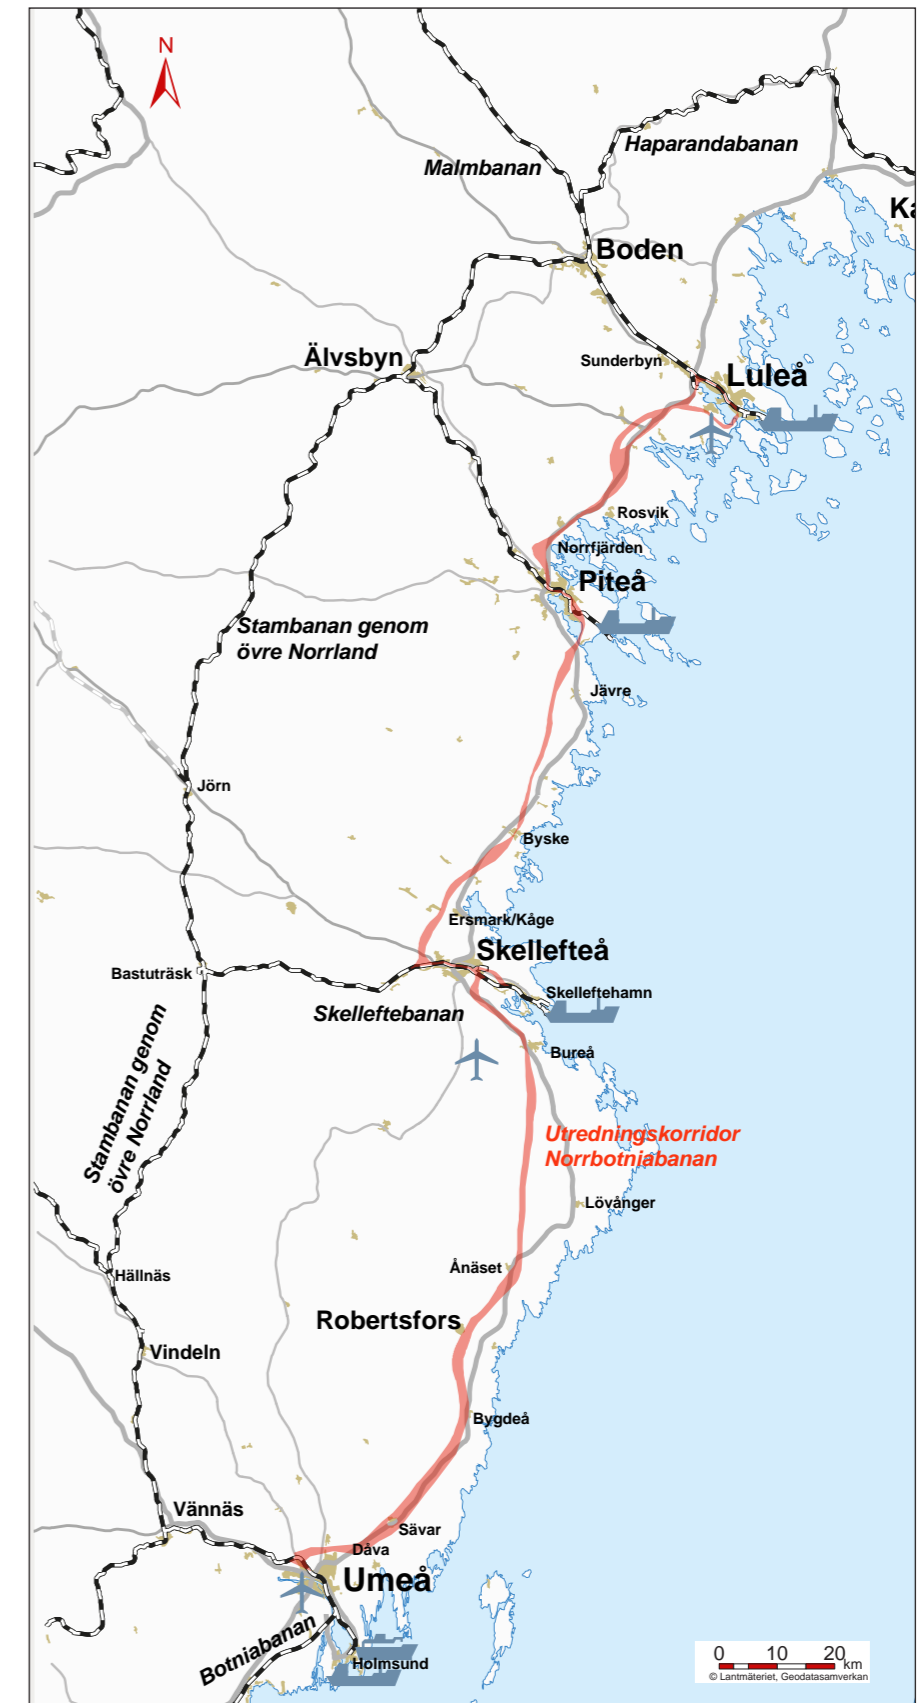 N
Haparandabanan
Malmbanan
Ka
Boden
Älvsbyn
Sunderbyn
Luleå
Rosvik
Norrfjärden
Piteå
Stambanan genom
övre Norrland
Jävre
Jörn
Byske
Ersmark/Kåge
Skellefteå
Bastuträsk
Skelleftehamn
Skelleftebanan
Stambanan genom
övre Norrland
Bureå
Utredningskorridor
Norrbotniabanan
Lövånger
Ånäset
Hällnäs
Robertsfors
Vindeln
Bygdeå
Vännäs
Sävar
Dåva
Umeå
Botniabanan
Holmsund
0 10 20
km
© Lantmäteriet, Geodatasamverkan